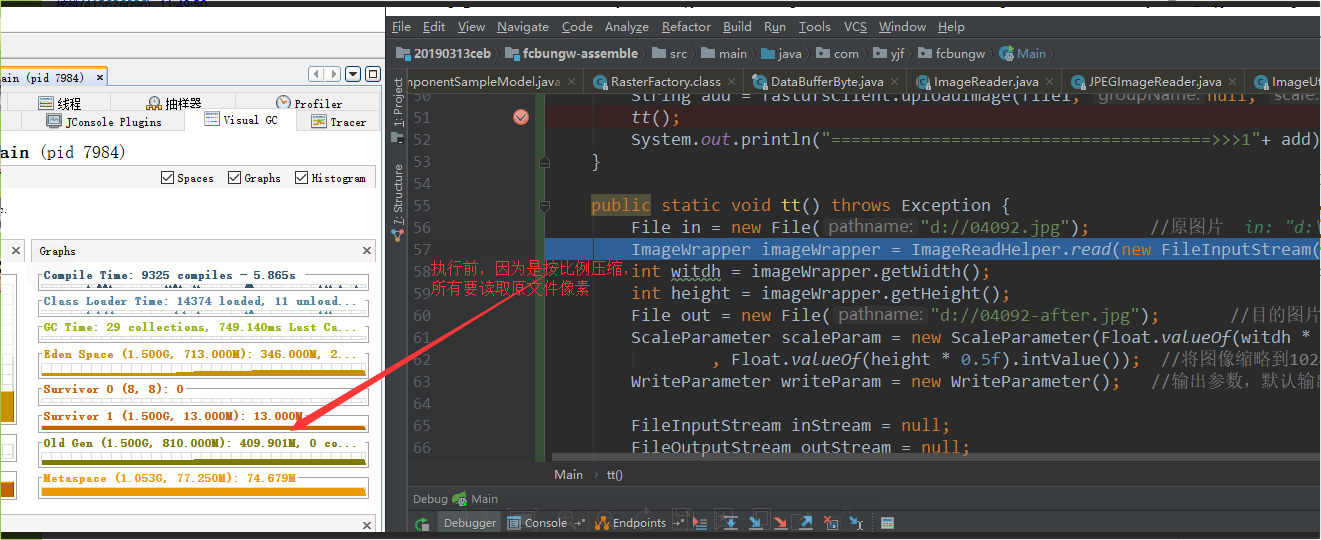 File Edit View Navigate Code Analyze Refactor Build Run Tools VCS Window Help
20190313ceb fcbungw-assemble src main java com yjf fcbungw Main
ain (pid 7984)
线程 抽样器 Profiler
JConsole Plugins Visual GC Tracer
ain (pid 7984)
Spaces Graphs Histogram
Graphs
Compile Time: 9325 compiles - 5.865s
Class Loader Time: 14374 loaded, 11 unload...
GC Time: 29 collections, 749.140ms Last Ca...
Eden Space (1.500G, 713.000M): 346.000M, 2...
Survivor 0 (8, 8): 0
Survivor 1 (1.500G, 13.000M): 13.000M
Old Gen (1.500G, 810.000M): 409.901M, 0 co...
Metaspace (1.053G, 77.250M): 74.679M
1: Project
7: Structure
mponentSampleModel.java RasterFactory.class DataBufferByte.java ImageReader.java JPEGImageReader.java ImageUt
50 String add = fastdfsClient.uploadImage(file1, groupName: null, scale:
51 tt();
52 System.out.println("=====================================>>>1"+ add)
53 }
54
55 public static void tt() throws Exception {
56 File in = new File( pathname: "d://04092.jpg"); //原图片 in: "d:\
57 ImageWrapper imageWrapper = ImageReadHelper.read(new FileInputStream(
58 int witdh = imageWrapper.getWidth();
59 int height = imageWrapper.getHeight();
60 File out = new File( pathname: "d://04092-after.jpg"); //目的图片
61 ScaleParameter scaleParam = new ScaleParameter(Float.valueOf(witdh *
62 , Float.valueOf(height * 0.5f).intValue()); //将图像缩略到102
63 WriteParameter writeParam = new WriteParameter(); //输出参数，默认输出
64
65 FileInputStream inStream = null;
66 FileOutputStream outStream = null;
执行前，因为是按比例压缩，
所有要读取原文件像素
Main tt()
Debug Main
Debugger Console Endpoints